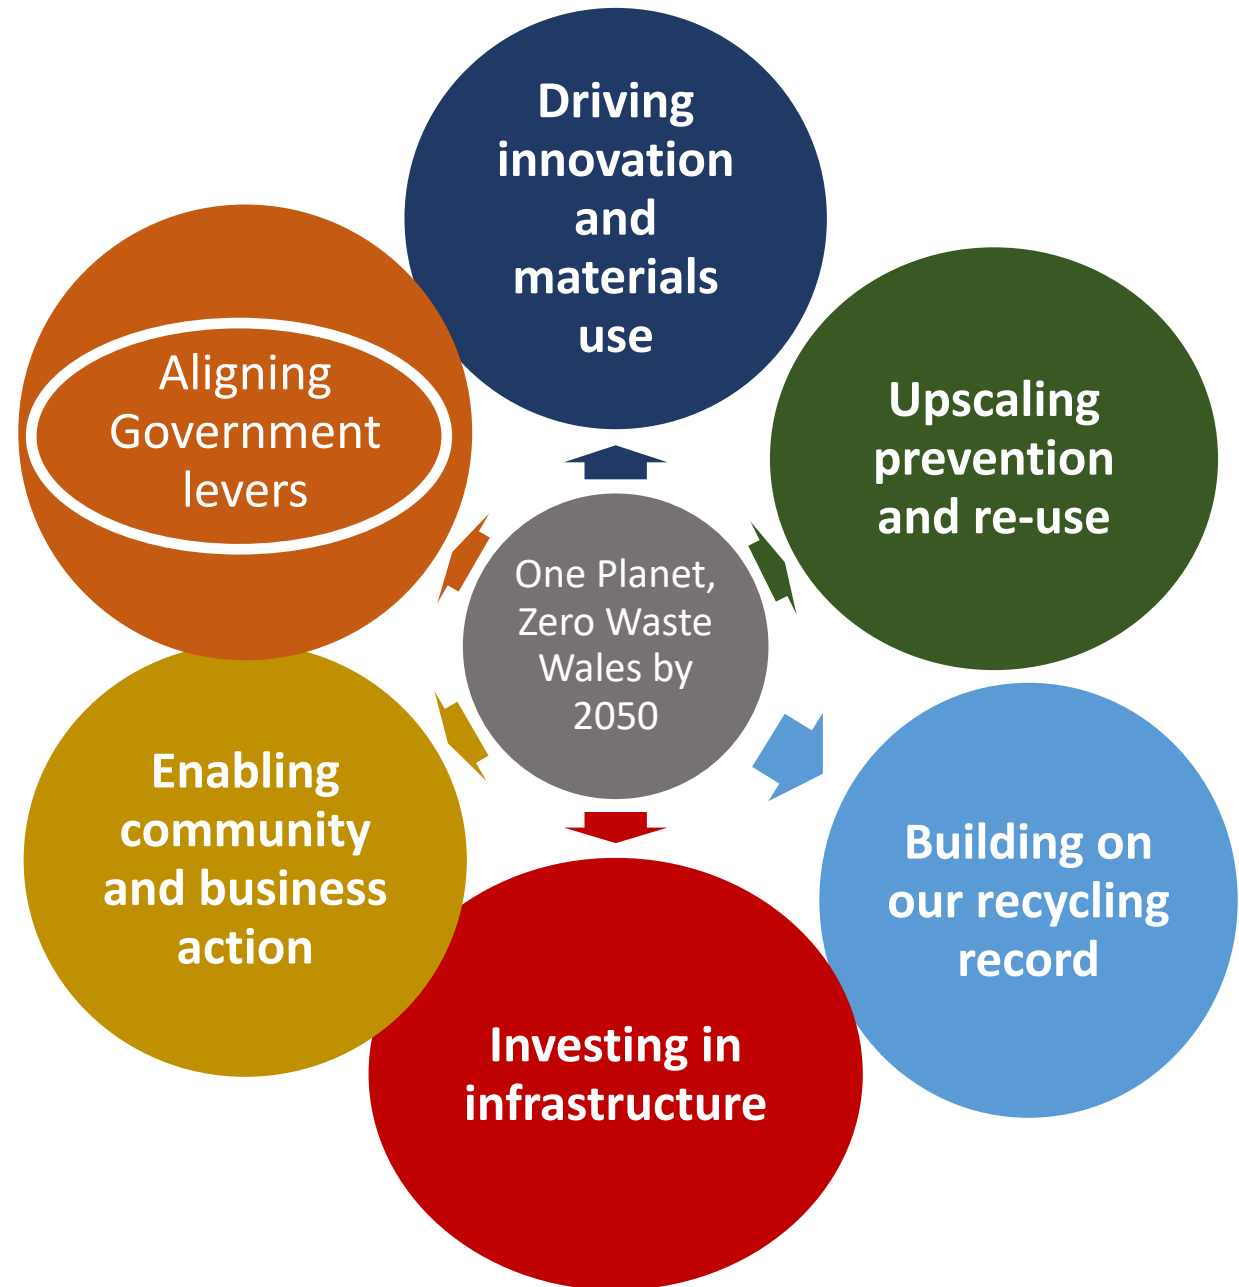 Driving
innovation
and
materials
use
Upscaling
prevention
and re-use
Building on
our recycling
record
Investing in
infrastructure
Enabling
community
and business
action
Aligning
Government
levers
One Planet,
Zero Waste
Wales by
2050